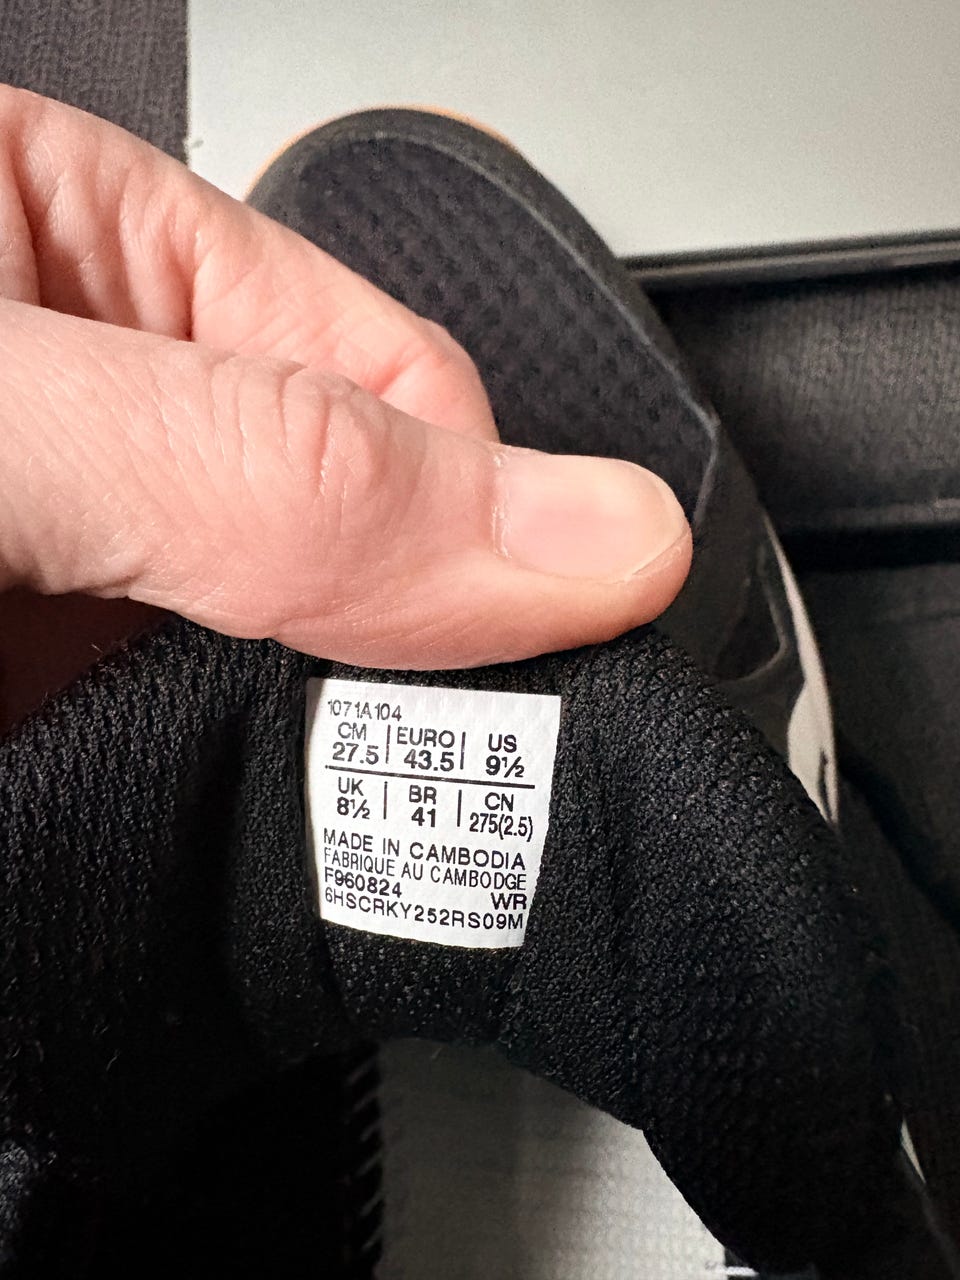 1071A104
CM | EURO | US
27.5 | 43.5 | 9½
UK | BR | CN
8½ | 41 | 275(2.5)
MADE IN CAMBODIA
FABRIQUE AU CAMBODGE
F960824 WR
6HSCRKY252RS09M